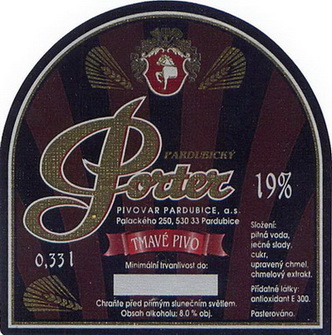 PARDUBICKÝ
Porter
19%
PIVOVAR PARDUBICE, a.s.
Palackého 250, 530 33 Pardubice
TMAVÉ PIVO
0,33 l
Minimální trvanlivost do:
Chraňte před přímým slunečním světlem.
Obsah alkoholu: 8.0 % obj.
Složení:
pitná voda,
ječné slady,
cukr,
upravený chmel,
chmelový extrakt.
Přídatné látky:
antioxidant E 300.
Pasterováno.